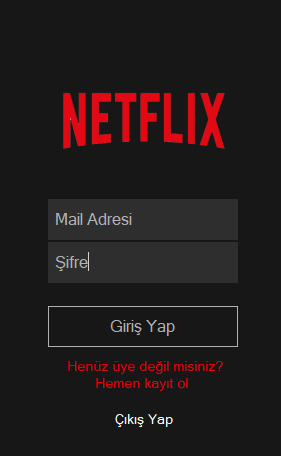 NETFLIX
Mail Adresi
Şifre
Giriş Yap
Henüz üye değil misiniz?
Hemen kayıt ol
Çıkış Yap